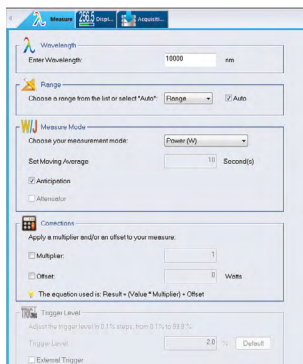 Measure 256.5 Displ... Acquisiti...
Wavelength
Enter Wavelength: 10000 nm
Range
Choose a range from the list or select "Auto": Range Auto
W/J Measure Mode
Choose your measurement mode: Power (W)
Set Moving Average 10 Second(s)
Anticipation
Attenuator
Corrections
Apply a multiplier and/or an offset to your measure.
Multiplier: 1
Offset: 0 Watts
The equation used is: Result = (Value * Multiplier) + Offset
Trigger Level
Adjust the trigger level in 0.1% steps, from 0.1% to 99.9 %
Trigger Level: 2.0 % Default
External Trigger